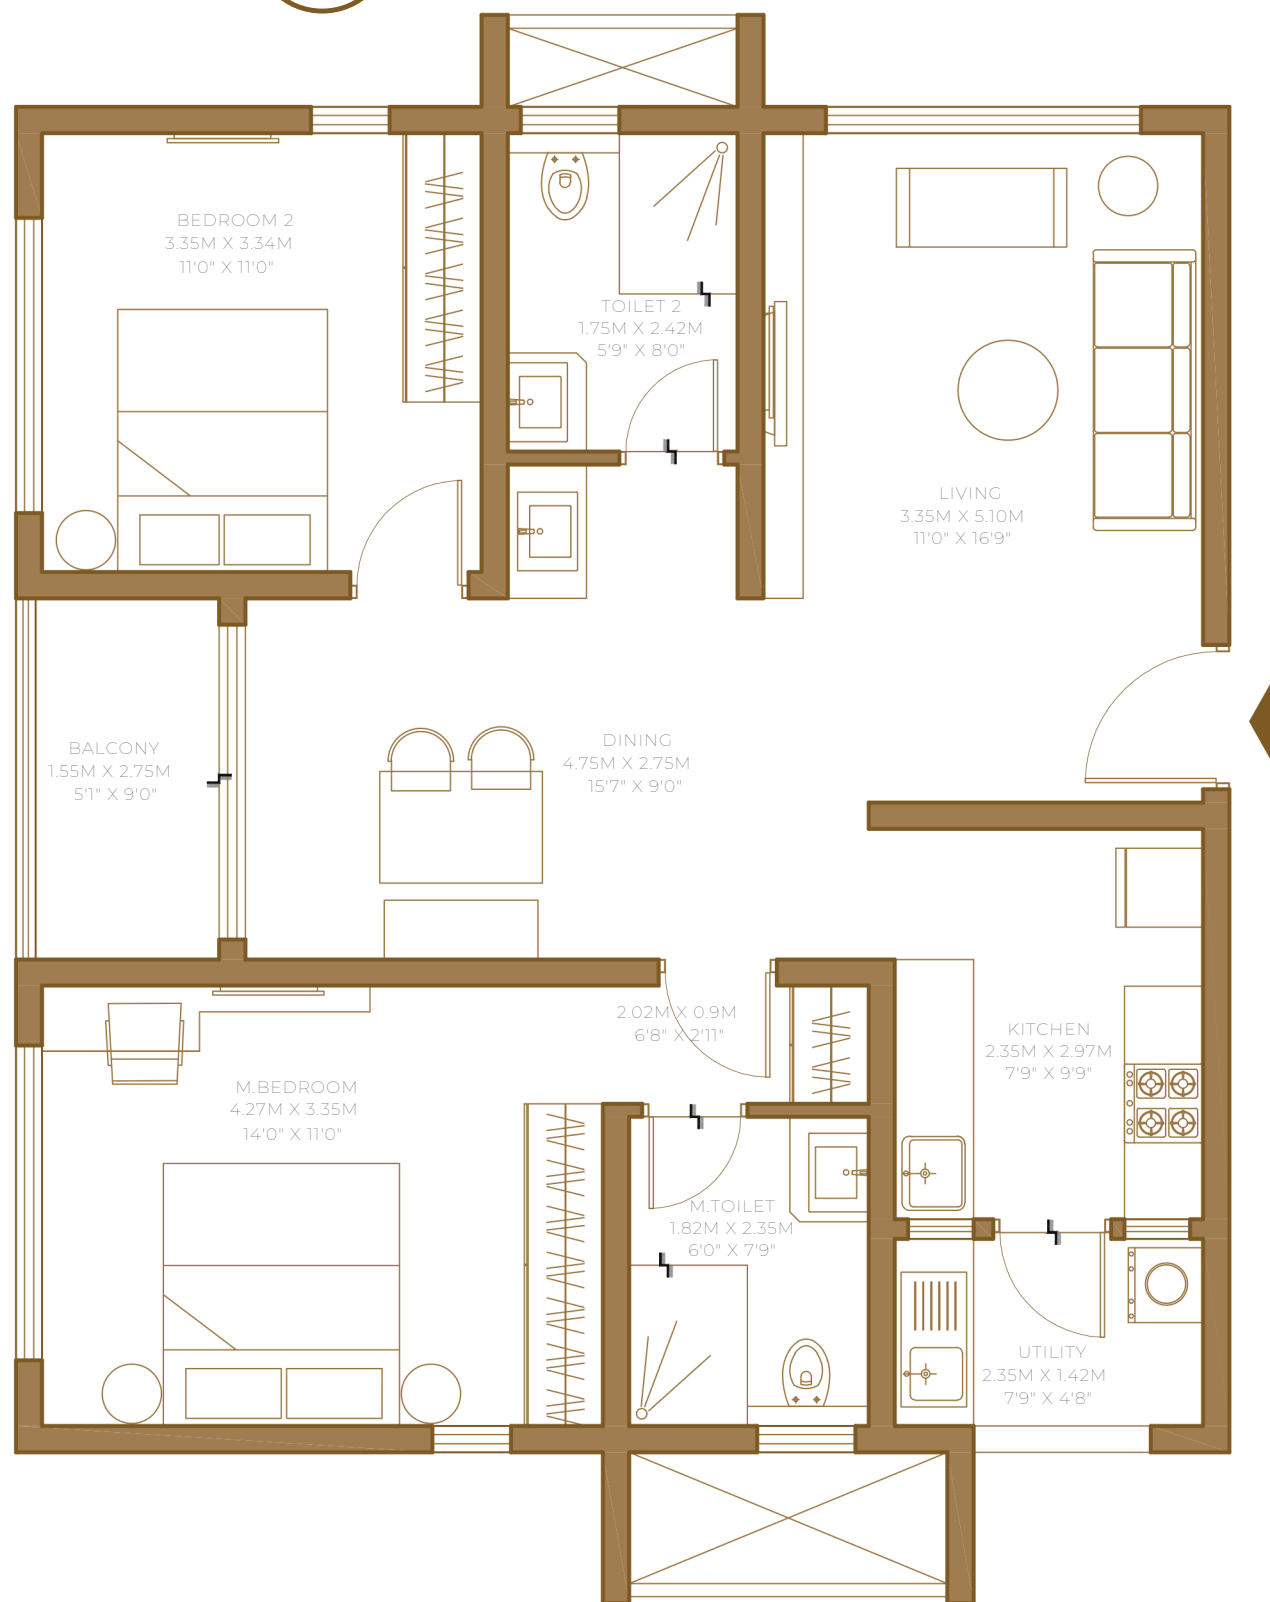 BEDROOM 2
3.35M X 3.34M
11'0" X 11'0"
TOILET 2
1.75M X 2.42M
5'9" X 8'0"
LIVING
3.35M X 5.10M
11'0" X 16'9"
BALCONY
1.55M X 2.75M
5'1" X 9'0"
DINING
4.75M X 2.75M
15'7" X 9'0"
2.02M X 0.9M
6'8" X 2'11"
KITCHEN
2.35M X 2.97M
7'9" X 9'9"
M.BEDROOM
4.27M X 3.35M
14'0" X 11'0"
M.TOILET
1.82M X 2.35M
6'0" X 7'9"
UTILITY
2.35M X 1.42M
7'9" X 4'8"